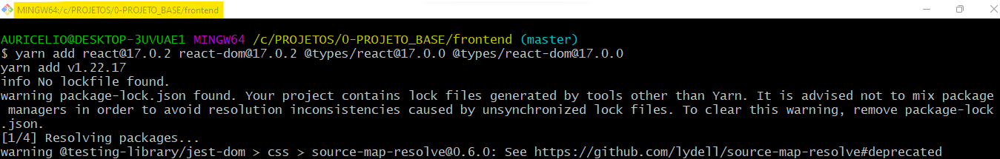 MINGW64:/c/PROJETOS/0-PROJETO_BASE/frontend
AURICELIO@DESKTOP-3UVUAE1 MINGW64 /c/PROJETOS/0-PROJETO_BASE/frontend (master)
$ yarn add react@17.0.2 react-dom@17.0.2 @types/react@17.0.0 @types/react-dom@17.0.0
yarn add v1.22.17
info No lockfile found.
warning package-lock.json found. Your project contains lock files generated by tools other than Yarn. It is advised not to mix package
 managers in order to avoid resolution inconsistencies caused by unsynchronized lock files. To clear this warning, remove package-lock
.json.
[1/4] Resolving packages...
warning @testing-library/jest-dom > css > source-map-resolve@0.6.0: See https://github.com/lydell/source-map-resolve#deprecated